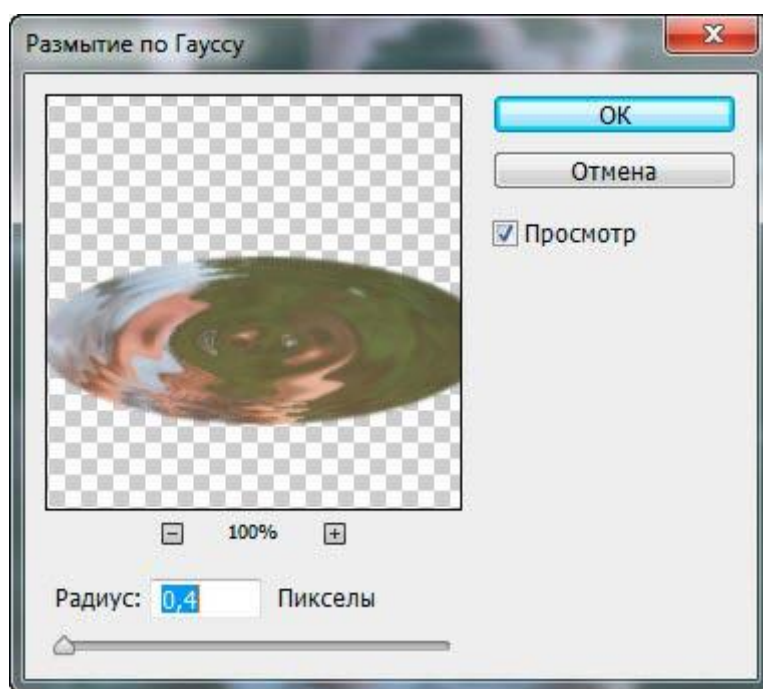 Размытие по Гауссу
OK
Отмена
Просмотр
100%
Радиус: 0,4 Пикселы